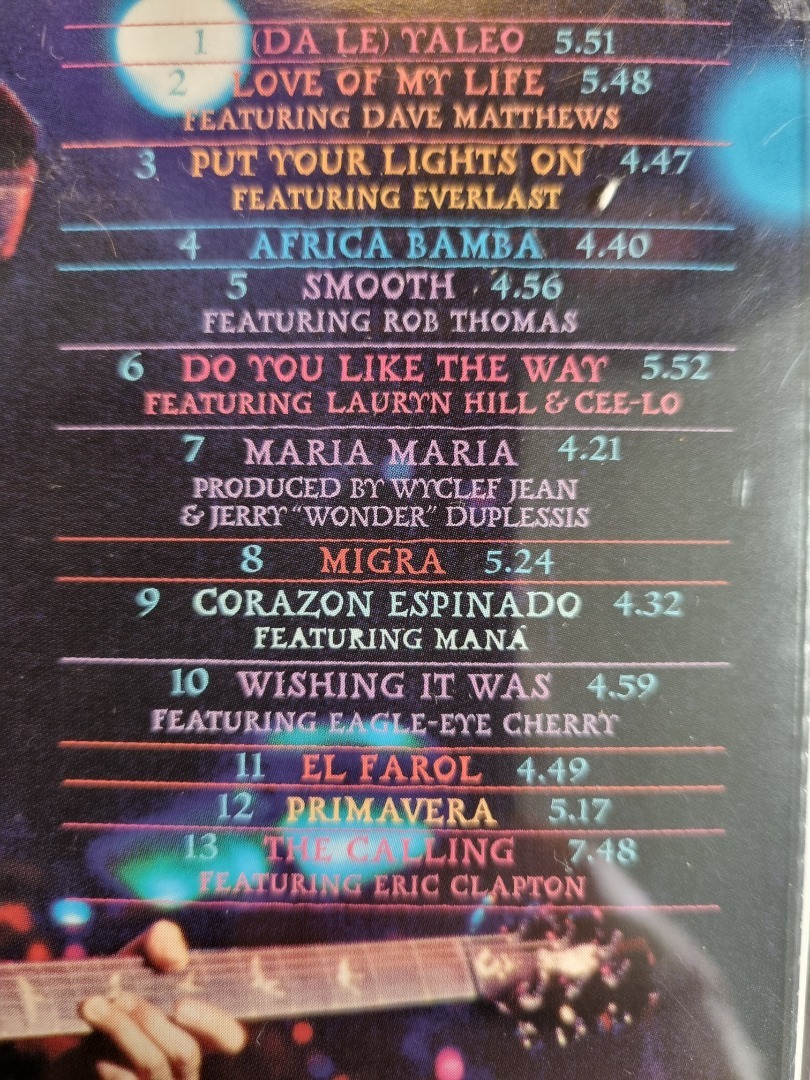 1 (DA LE) YALEO 5.51
2 LOVE OF MY LIFE 5.48
FEATURING DAVE MATTHEWS
3 PUT YOUR LIGHTS ON 4.47
FEATURING EVERLAST
4 AFRICA BAMBA 4.40
5 SMOOTH 4.56
FEATURING ROB THOMAS
6 DO YOU LIKE THE WAY 5.52
FEATURING LAURYN HILL & CEE-LO
7 MARIA MARIA 4.21
PRODUCED BY WYCLEF JEAN
& JERRY "WONDER" DUPLESSIS
8 MIGRA 5.24
9 CORAZON ESPINADO 4.32
FEATURING MANÁ
10 WISHING IT WAS 4.59
FEATURING EAGLE-EYE CHERRY
11 EL FAROL 4.49
12 PRIMAVERA 5.17
13 THE CALLING 7.48
FEATURING ERIC CLAPTON